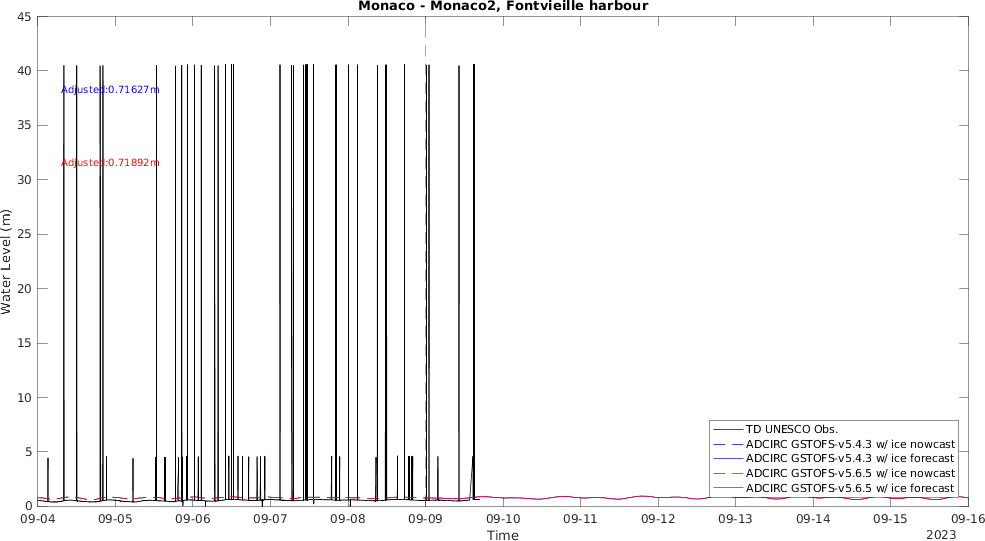 Monaco - Monaco2, Fontvieille harbour
45
40
35
30
25
20
15
10
5
0
Water Level (m)
Adjusted:0.71627m
Adjusted:0.71892m
TD UNESCO Obs.
ADCIRC GSTOFS-v5.4.3 w/ ice nowcast
ADCIRC GSTOFS-v5.4.3 w/ ice forecast
ADCIRC GSTOFS-v5.6.5 w/ ice nowcast
ADCIRC GSTOFS-v5.6.5 w/ ice forecast
09-04 09-05 09-06 09-07 09-08 09-09 09-10 09-11 09-12 09-13 09-14 09-15 09-16
Time
2023